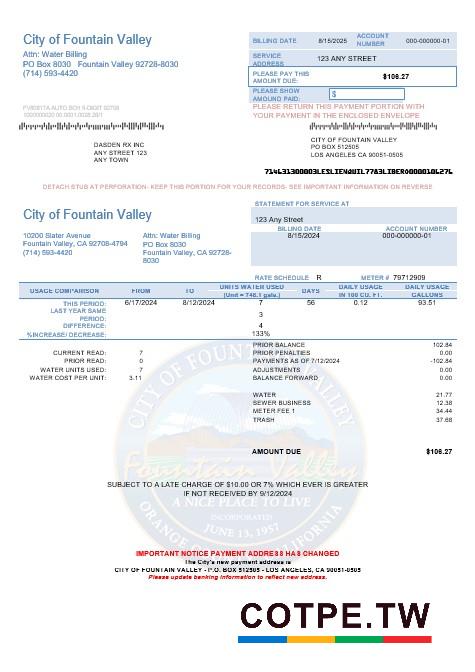 City of Fountain Valley
Attn: Water Billing
PO Box 8030 Fountain Valley 92728-8030
(714) 593-4420
BILLING DATE 8/15/2025 ACCOUNT NUMBER 000-000000-01
SERVICE ADDRESS 123 ANY STREET
PLEASE PAY THIS AMOUNT DUE: $106.27
PLEASE SHOW AMOUNT PAID: $
PLEASE RETURN THIS PAYMENT PORTION WITH
YOUR PAYMENT IN THE ENCLOSED ENVELOPE
DASDEN RX INC
ANY STREET 123
ANY TOWN
CITY OF FOUNTAIN VALLEY
PO BOX 512505
LOS ANGELES CA 90051-0505
DETACH STUB AT PERFORATION- KEEP THIS PORTION FOR YOUR RECORDS- SEE IMPORTANT INFORMATION ON REVERSE
City of Fountain Valley
10200 Slater Avenue
Fountain Valley, CA 92708-4794
(714) 593-4420
Attn: Water Billing
PO Box 8030
Fountain Valley, CA 92728-
8030
STATEMENT FOR SERVICE AT
123 Any Street
BILLING DATE ACCOUNT NUMBER
8/15/2024 000-000000-01
RATE SCHEDULE R METER # 79712909
USAGE COMPARISON FROM TO UNITS WATER USED (Unit = 748.1 gals.) DAYS DAILY USAGE IN 100 CU. FT. DAILY USAGE GALLONS
THIS PERIOD: 6/17/2024 8/12/2024 7 56 0.12 93.51
LAST YEAR SAME
PERIOD: 3
DIFFERENCE: 4
%INCREASE/ DECREASE: 133%
CURRENT READ: 7
PRIOR READ: 0
WATER UNITS USED: 7
WATER COST PER UNIT: 3.11
PRIOR BALANCE 102.84
PRIOR PENALTIES 0.00
PAYMENTS AS OF 7/12/2024 -102.84
ADJUSTMENTS 0.00
BALANCE FORWARD 0.00
WATER 21.77
SEWER BUSINESS 12.38
METER FEE 1 34.44
TRASH 37.68
AMOUNT DUE $106.27
CITY OF FOUNTAIN VALLEY
Fountain Valley
A NICE PLACE TO LIVE
JUNE 13, 1957
ORANGE COUNTY CALIFORNIA
SUBJECT TO A LATE CHARGE OF $10.00 OR 7% WHICH EVER IS GREATER
IF NOT RECEIVED BY 9/12/2024
IMPORTANT NOTICE PAYMENT ADDRESS HAS CHANGED
The City's new payment address is
CITY OF FOUNTAIN VALLEY - P.O. BOX 512505 - LOS ANGELES, CA 90051-0505
Please update banking information to reflect new address.
COTPE.TW